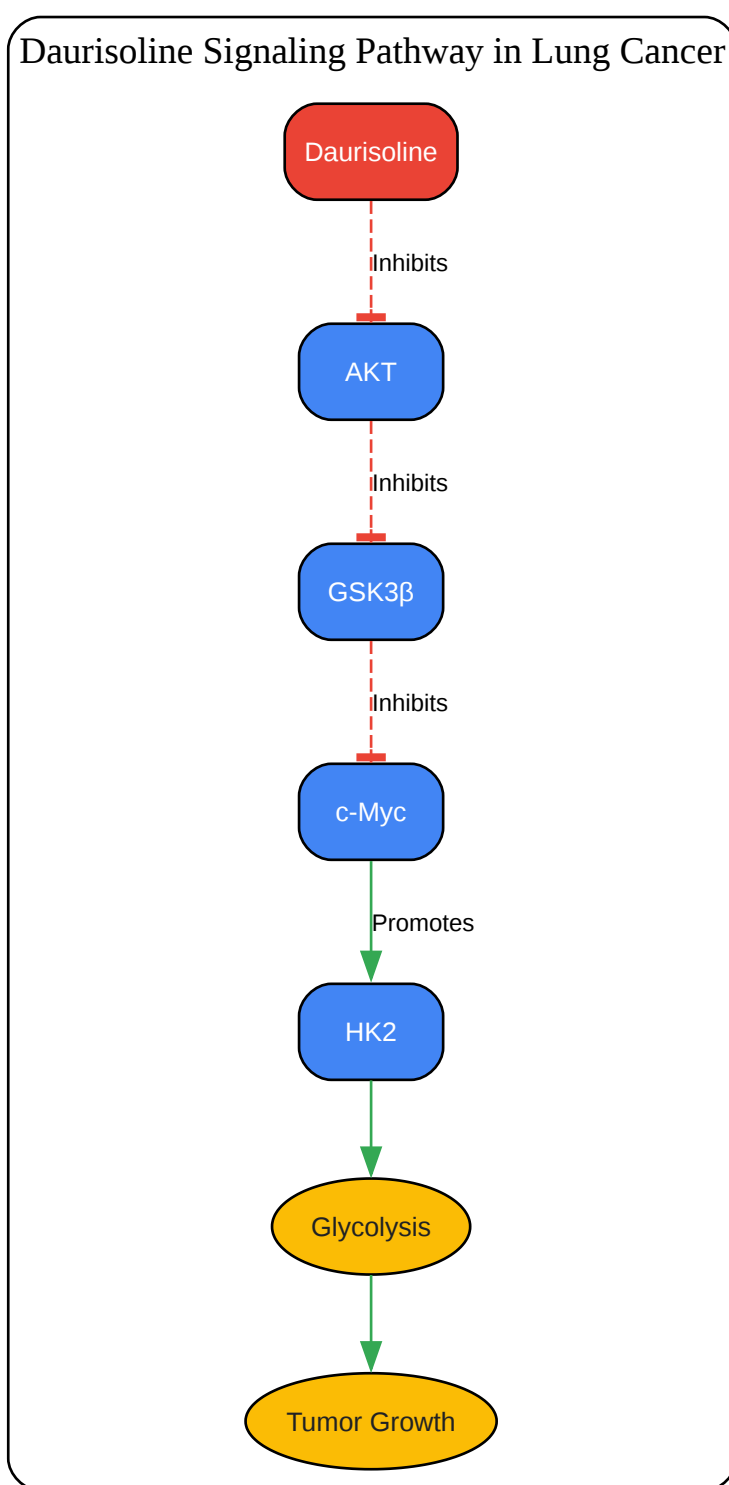 Daurisoline Signaling Pathway in Lung Cancer
Daurisoline
Inhibits
AKT
Inhibits
GSK3β
Inhibits
c-Myc
Promotes
HK2
Glycolysis
Tumor Growth